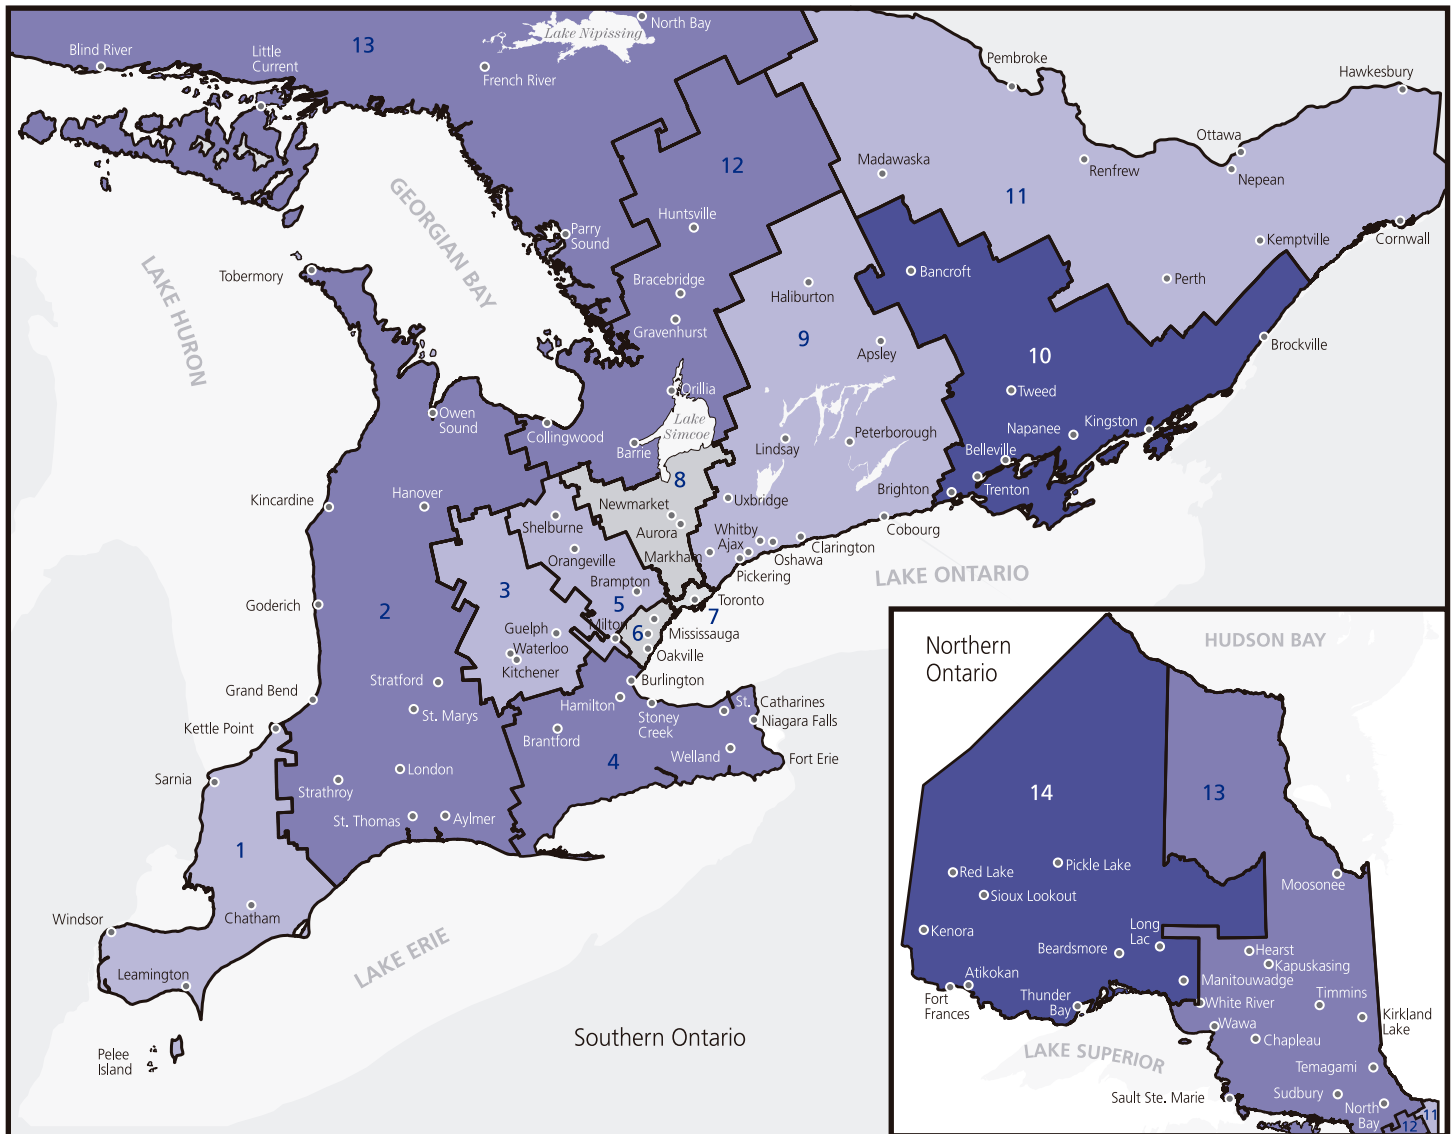 North Bay
Lake Nipissing
Blind River
Little
Current
13
French River
Pembroke
Hawkesbury
Ottawa
Madawaska
Renfrew
Nepean
12
11
GEORGIAN BAY
Huntsville
Parry
Sound
Kemptville
Cornwall
LAKE HURON
Tobermory
Bracebridge
Haliburton
Bancroft
Perth
Gravenhurst
9
Apsley
10
Brockville
Orillia
Tweed
Owen
Sound
Collingwood
Lake
Simcoe
Barrie
Lindsay
Peterborough
Napanee
Kingston
Belleville
8
Kincardine
Hanover
Newmarket
Uxbridge
Brighton
Trenton
Shelburne
Aurora
Whitby
Ajax
Cobourg
Clarington
Oshawa
Orangeville
Markham
Pickering
LAKE ONTARIO
Brampton
3
5
Toronto
7
Goderich
2
Milton
6
Guelph
Mississauga
Waterloo
Oakville
Kitchener
Stratford
Burlington
Grand Bend
Hamilton
St. Catharines
St. Marys
Stoney
Creek
Niagara Falls
Kettle Point
Brantford
Welland
Fort Erie
4
Sarnia
London
Strathroy
St. Thomas
Aylmer
1
Windsor
Chatham
LAKE ERIE
Leamington
Pelee
Island
Southern Ontario
Northern
Ontario
HUDSON BAY
14
13
Pickle Lake
Red Lake
Moosonee
Sioux Lookout
Long
Lac
Kenora
Beardsmore
Hearst
Kapuskasing
Atikokan
Manitouwadge
Fort
Frances
Thunder
Bay
White River
Timmins
Kirkland
Lake
Wawa
Chapleau
LAKE SUPERIOR
Temagami
Sault Ste. Marie
Sudbury
North
Bay
11
12